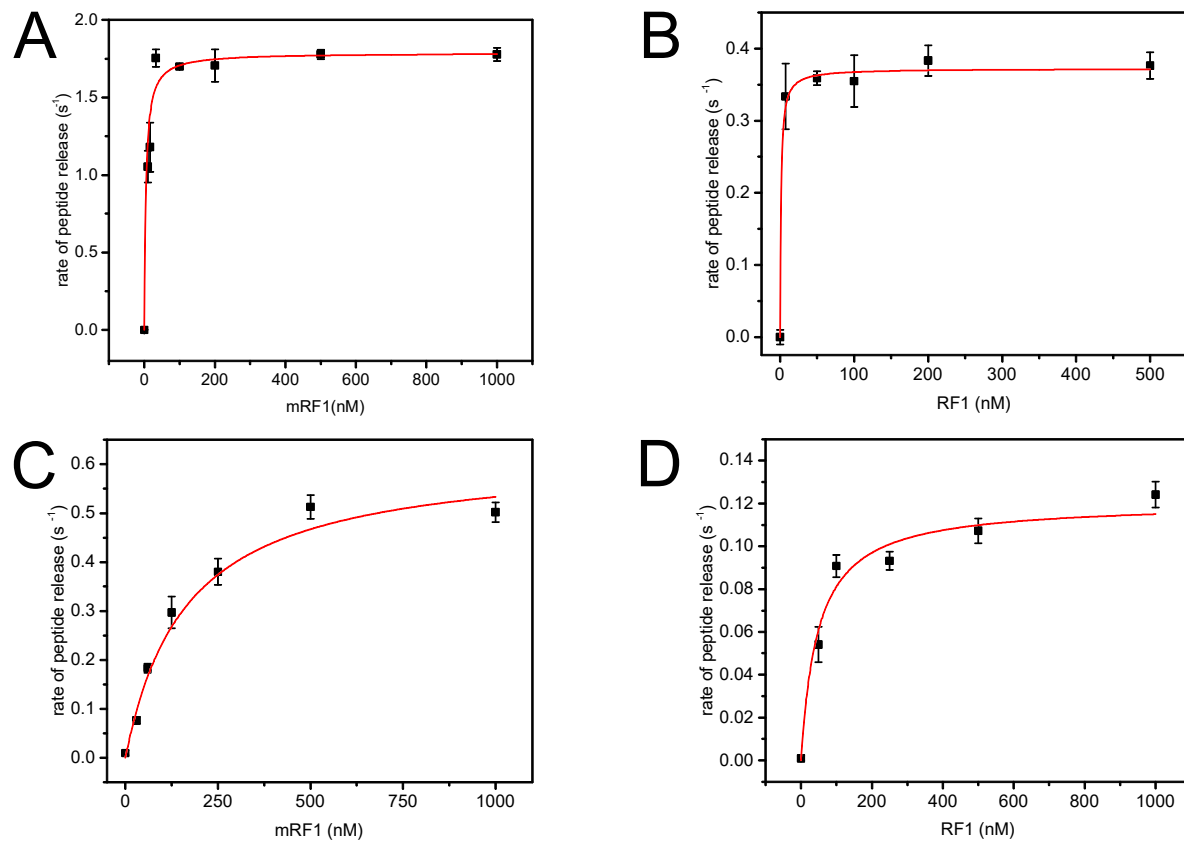 A
rate of peptide release (s -1)
2.0
1.5
1.0
0.5
0.0
0 200 400 600 800 1000
mRF1(nM)
B
rate of peptide release (s -1)
0.4
0.3
0.2
0.1
0.0
0 100 200 300 400 500
RF1 (nM)
C
rate of peptide release (s -1)
0.6
0.5
0.4
0.3
0.2
0.1
0.0
0 250 500 750 1000
mRF1 (nM)
D
rate of peptide release (s -1)
0.14
0.12
0.10
0.08
0.06
0.04
0.02
0.00
0 200 400 600 800 1000
RF1 (nM)